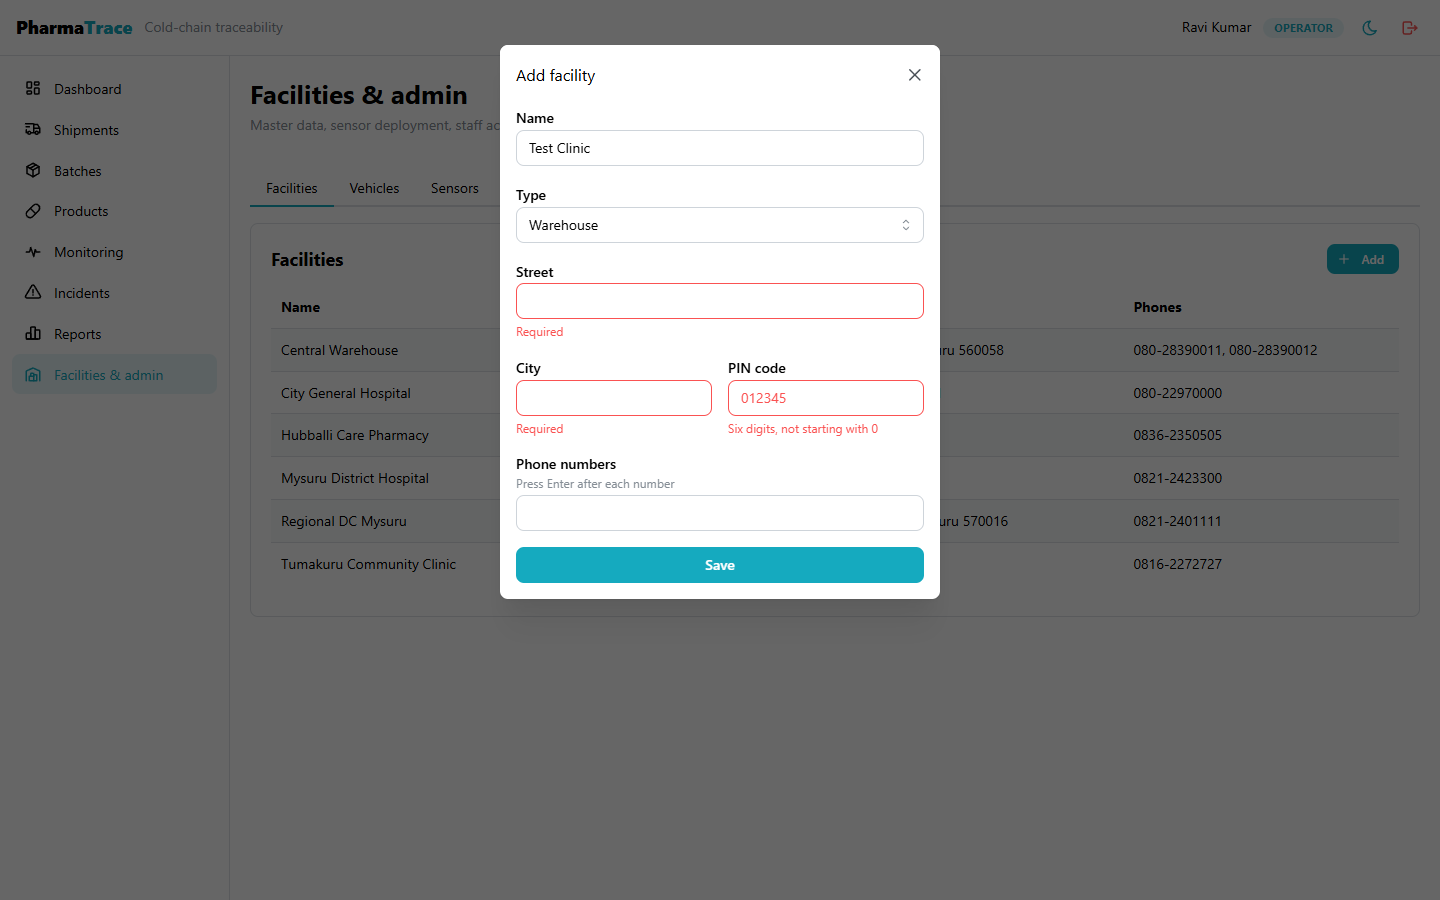 PharmaTrace Cold-chain traceability
Ravi Kumar OPERATOR
Dashboard
Shipments
Batches
Products
Monitoring
Incidents
Reports
Facilities & admin
Facilities & admin
Master data, sensor deployment, staff
Facilities Vehicles Sensors
Facilities
Add
Name Phones
Central Warehouse 560058 080-28390011, 080-28390012
City General Hospital 080-22970000
Hubballi Care Pharmacy 0836-2350505
Mysuru District Hospital 0821-2423300
Regional DC Mysuru 570016 0821-2401111
Tumakuru Community Clinic 0816-2272727
Add facility
Name
Test Clinic
Type
Warehouse
Street
Required
City PIN code
012345
Required Six digits, not starting with 0
Phone numbers
Press Enter after each number
Save